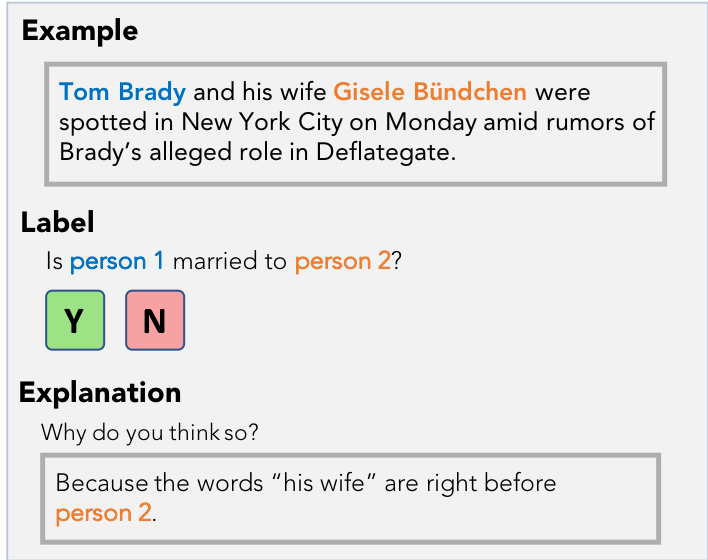 Example
Tom Brady and his wife Gisele Bündchen were
spotted in New York City on Monday amid rumors of
Brady’s alleged role in Deflategate.
Label
Is person 1 married to person 2?
Y N
Explanation
Why do you think so?
Because the words “his wife” are right before
person 2.